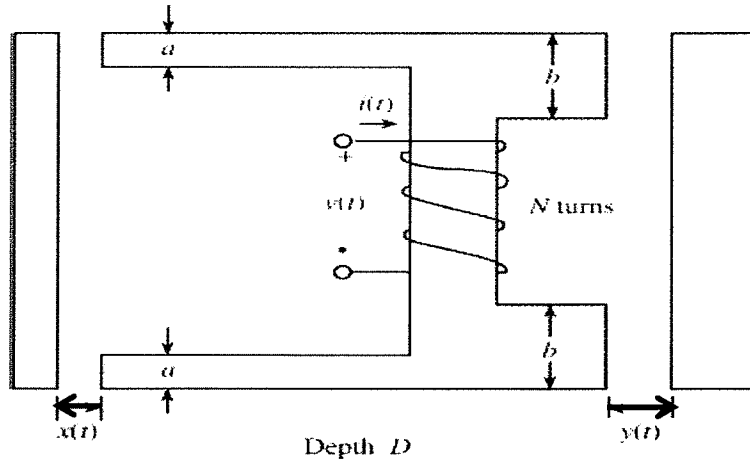 a
b
i(t)
+
v(t)
N turns
b
a
x(t)
y(t)
Depth D